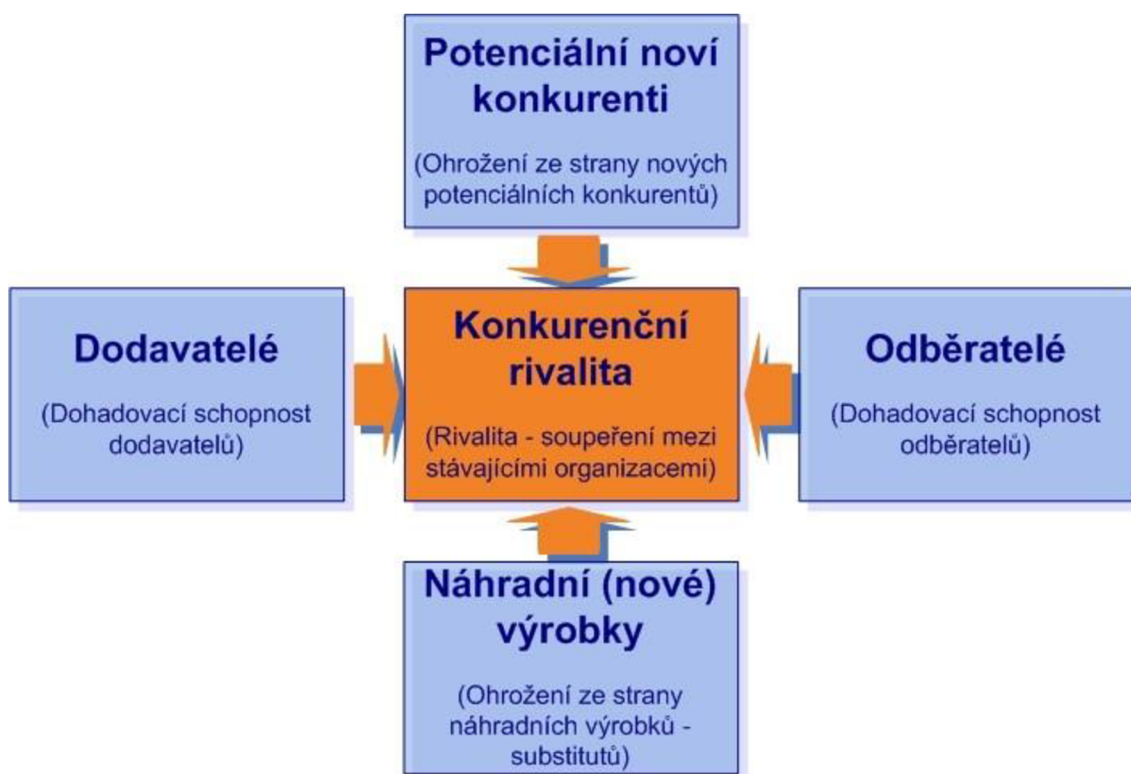 Potenciální noví
konkurenti
(Ohrožení ze strany nových
potenciálních konkurentů)
Dodavatelé
(Dohadovací schopnost
dodavatelů)
Konkurenční
rivalita
(Rivalita - soupeření mezi
stávajícími organizacemi)
Odběratelé
(Dohadovací schopnost
odběratelů)
Náhradní (nové)
výrobky
(Ohrožení ze strany
náhradních výrobků -
substitutů)